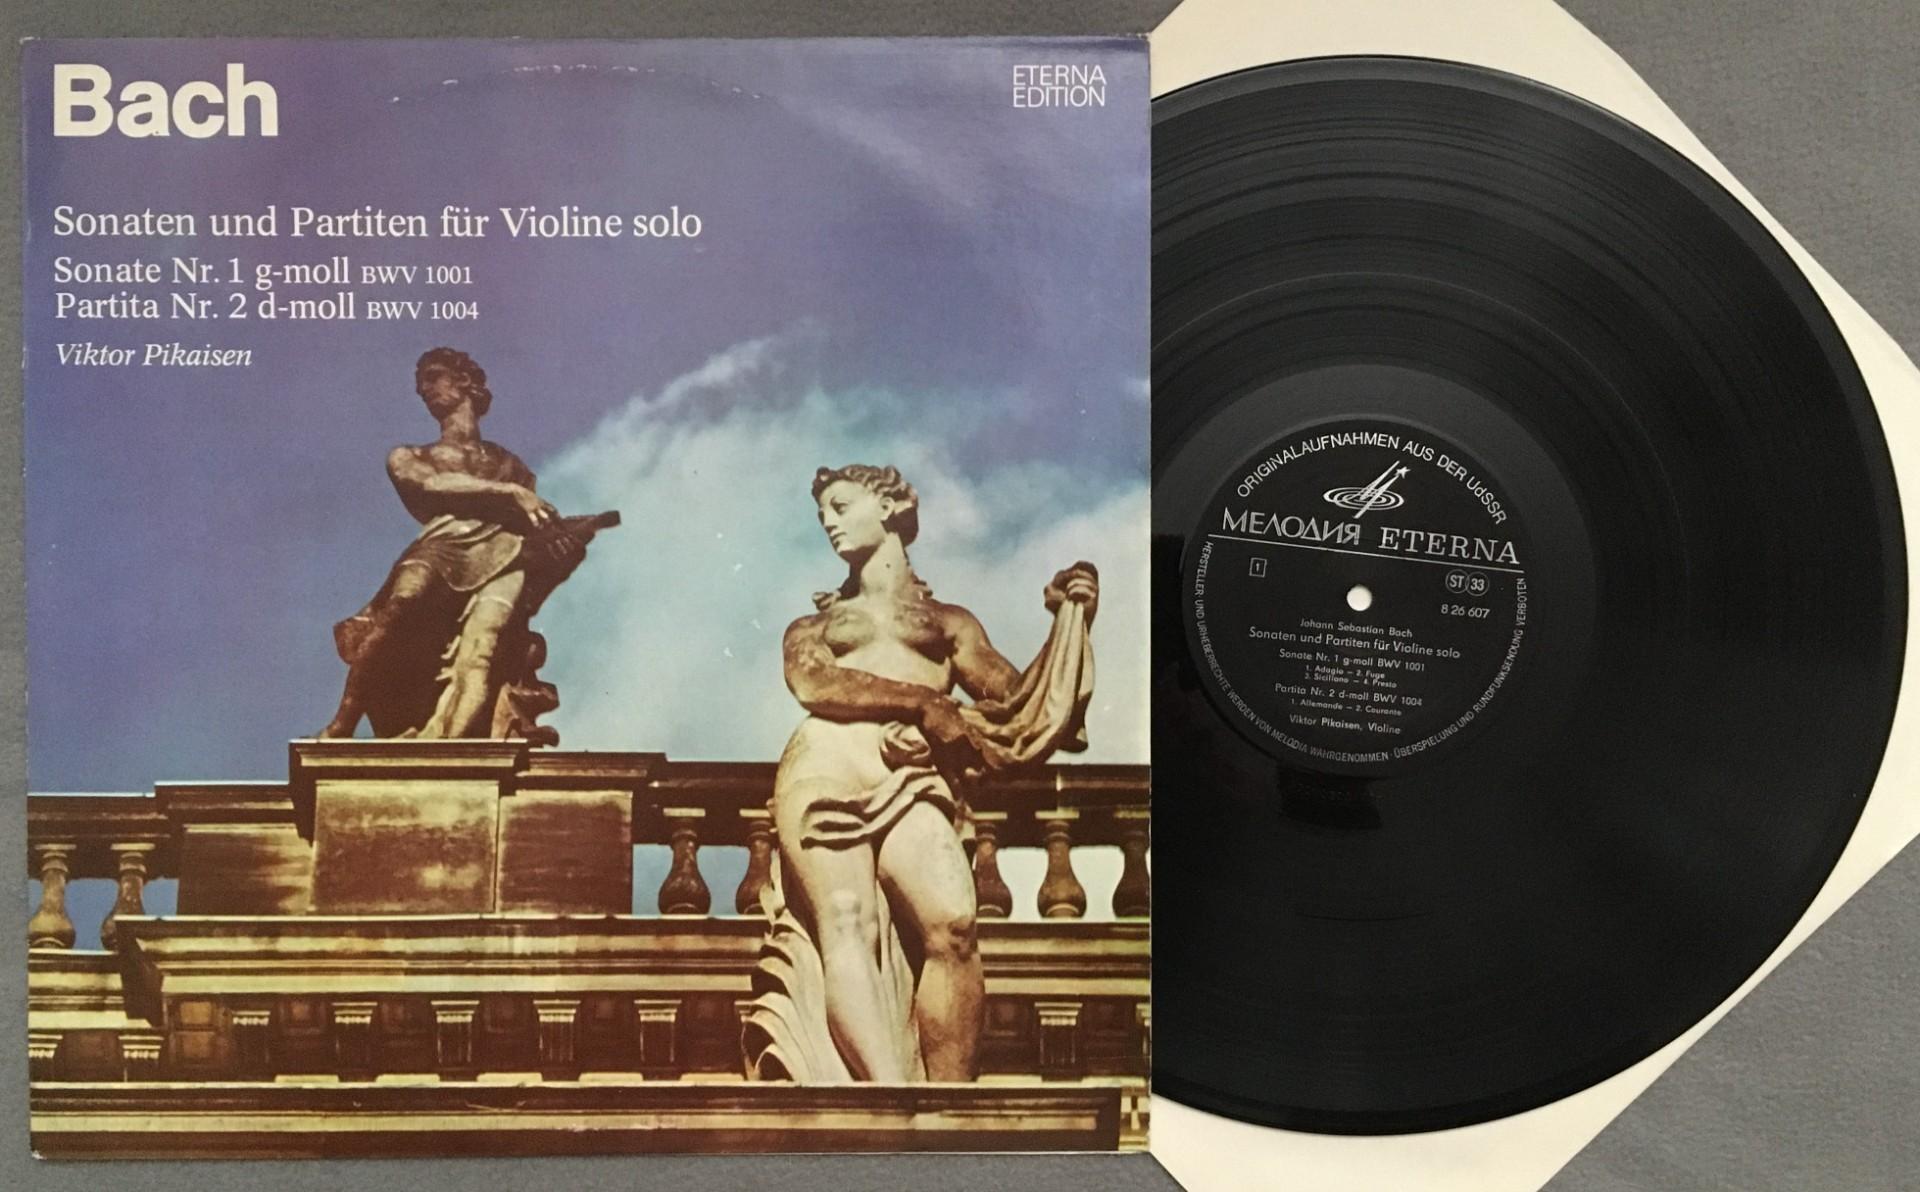 Bach
ETERNA
EDITION
Sonaten und Partiten für Violine solo
Sonate Nr. 1 g-moll BWV 1001
Partita Nr. 2 d-moll BWV 1004
Viktor Pikaisen
ORIGINALAUFNAHMEN AUS DER UdSSR
МЕЛОДИЯ ETERNA
1
ST 33
8 26 607
Johann Sebastian Bach
Sonaten und Partiten für Violine solo
Sonate Nr. 1 g-moll BWV 1001
1. Adagio – 2. Fuge
3. Siciliano – 4. Presto
Partita Nr. 2 d-moll BWV 1004
1. Allemande – 2. Courante
Viktor Pikaisen, Violine
HERSTELLER UND URHEBERRECHTE WERDEN VON MELODIA WAHRGENOMMEN · ÜBERSPIELUNG UND RUNDFUNKSENDUNG VERBOTEN